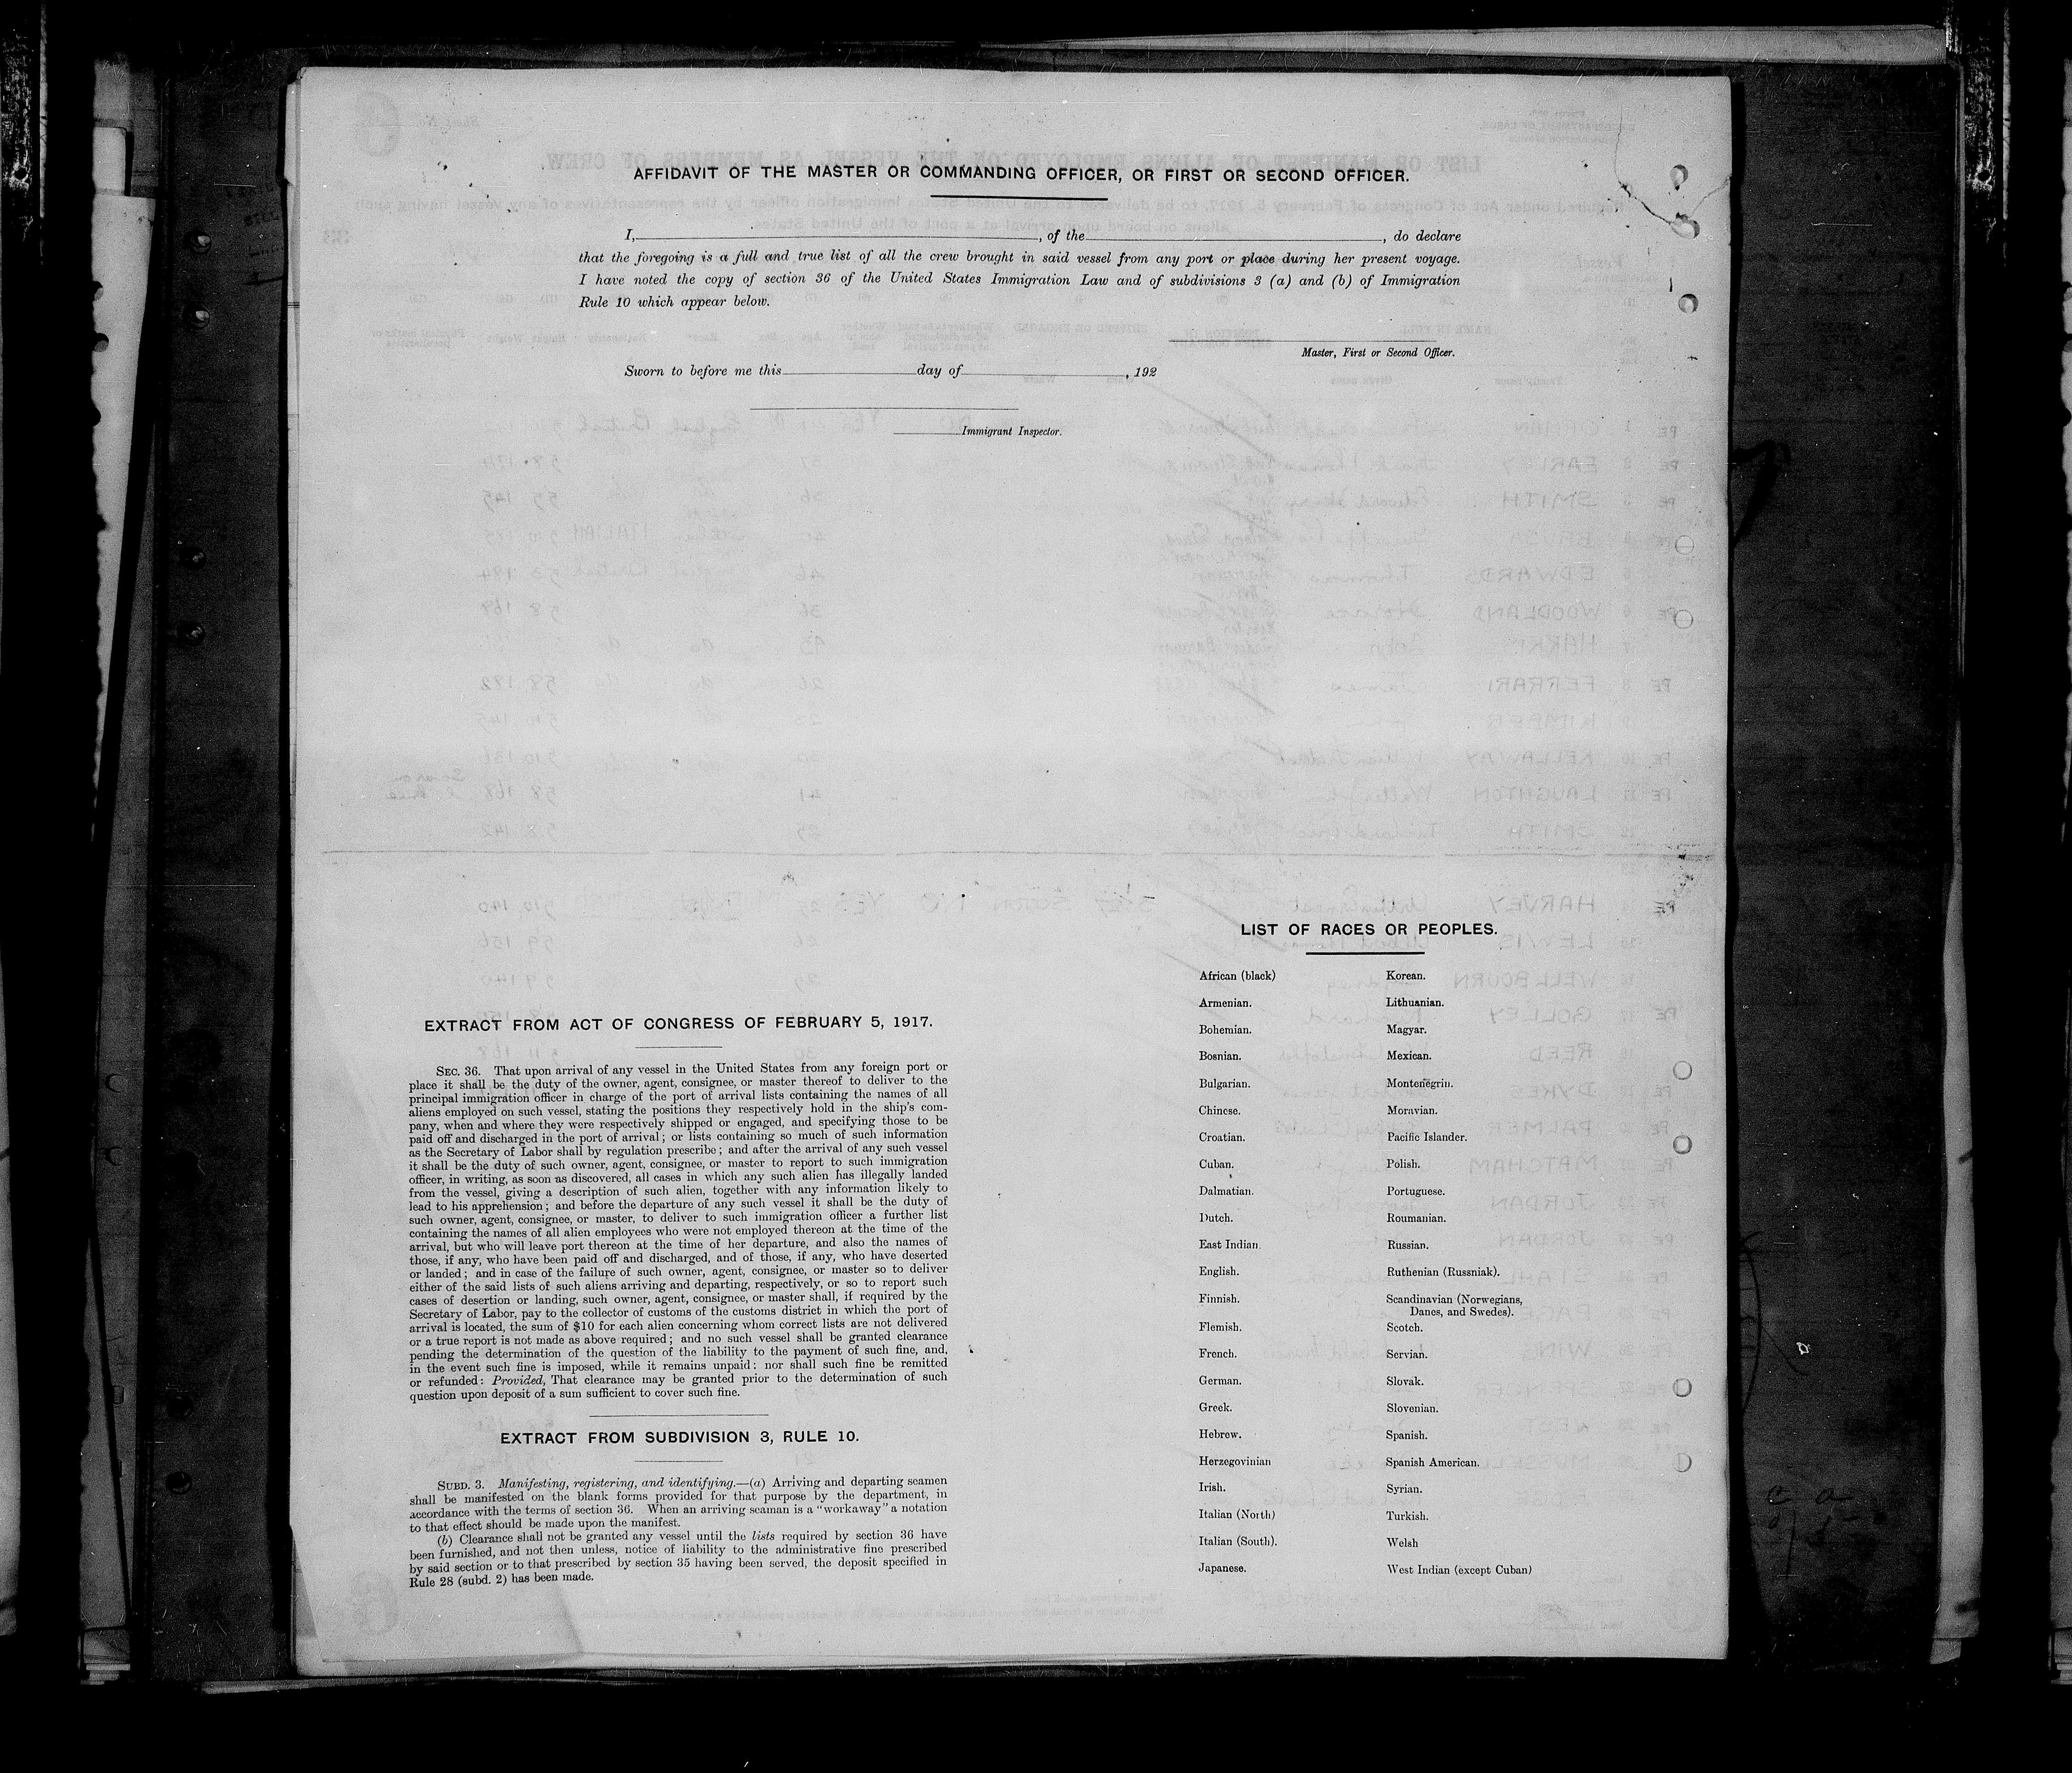 AFFIDAVIT OF THE MASTER OR COMMANDING OFFICER, OR FIRST OR SECOND OFFICER.
I, , of the , do declare
that the foregoing is a full and true list of all the crew brought in said vessel from any port or place during her present voyage.
I have noted the copy of section 36 of the United States Immigration Law and of subdivisions 3 (a) and (b) of Immigration
Rule 10 which appear below.
Master, First or Second Officer.
Sworn to before me this day of , 192
Immigrant Inspector.
EXTRACT FROM ACT OF CONGRESS OF FEBRUARY 5, 1917.
SEC. 36. That upon arrival of any vessel in the United States from any foreign port or
place it shall be the duty of the owner, agent, consignee, or master thereof to deliver to the
principal immigration officer in charge of the port of arrival lists containing the names of all
aliens employed on such vessel, stating the positions they respectively hold in the ship's com-
pany, when and where they were respectively shipped or engaged, and specifying those to be
paid off and discharged in the port of arrival; or lists containing so much of such information
as the Secretary of Labor shall by regulation prescribe; and after the arrival of any such vessel
it shall be the duty of such owner, agent, consignee, or master to report to such immigration
officer, in writing, as soon as discovered, all cases in which any such alien has illegally landed
from the vessel, giving a description of such alien, together with any information likely to
lead to his apprehension; and before the departure of any such vessel it shall be the duty of
such owner, agent, consignee, or master, to deliver to such immigration officer a further list
containing the names of all alien employees who were not employed thereon at the time of the
arrival, but who will leave port thereon at the time of her departure, and also the names of
those, if any, who have been paid off and discharged, and of those, if any, who have deserted
or landed; and in case of the failure of such owner, agent, consignee, or master so to deliver
either of the said lists of such aliens arriving and departing, respectively, or so to report such
cases of desertion or landing, such owner, agent, consignee, or master shall, if required by the
Secretary of Labor, pay to the collector of customs of the customs district in which the port of
arrival is located, the sum of $10 for each alien concerning whom correct lists are not delivered
or a true report is not made as above required; and no such vessel shall be granted clearance
pending the determination of the question of the liability to the payment of such fine, and,
in the event such fine is imposed, while it remains unpaid; nor shall such fine be remitted
or refunded: Provided, That clearance may be granted prior to the determination of such
question upon deposit of a sum sufficient to cover such fine.
EXTRACT FROM SUBDIVISION 3, RULE 10.
SUBD. 3. Manifesting, registering, and identifying.—(a) Arriving and departing seamen
shall be manifested on the blank forms provided for that purpose by the department, in
accordance with the terms of section 36. When an arriving seaman is a "workaway" a notation
to that effect should be made upon the manifest.
(b) Clearance shall not be granted any vessel until the lists required by section 36 have
been furnished, and not then unless, notice of liability to the administrative fine prescribed
by said section or to that prescribed by section 35 having been served, the deposit specified in
Rule 28 (subd. 2) has been made.
LIST OF RACES OR PEOPLES.
African (black)
Armenian.
Bohemian.
Bosnian.
Bulgarian.
Chinese.
Croatian.
Cuban.
Dalmatian.
Dutch.
East Indian
English.
Finnish.
Flemish.
French.
German.
Greek.
Hebrew.
Herzegovinian
Irish.
Italian (North)
Italian (South).
Japanese.
Korean.
Lithuanian.
Magyar.
Mexican.
Montenegrin.
Moravian.
Pacific Islander.
Polish.
Portuguese.
Roumanian.
Russian.
Ruthenian (Russniak).
Scandinavian (Norwegians,
Danes, and Swedes).
Scotch.
Servian.
Slovak.
Slovenian.
Spanish.
Spanish American.
Syrian.
Turkish.
Welsh
West Indian (except Cuban)